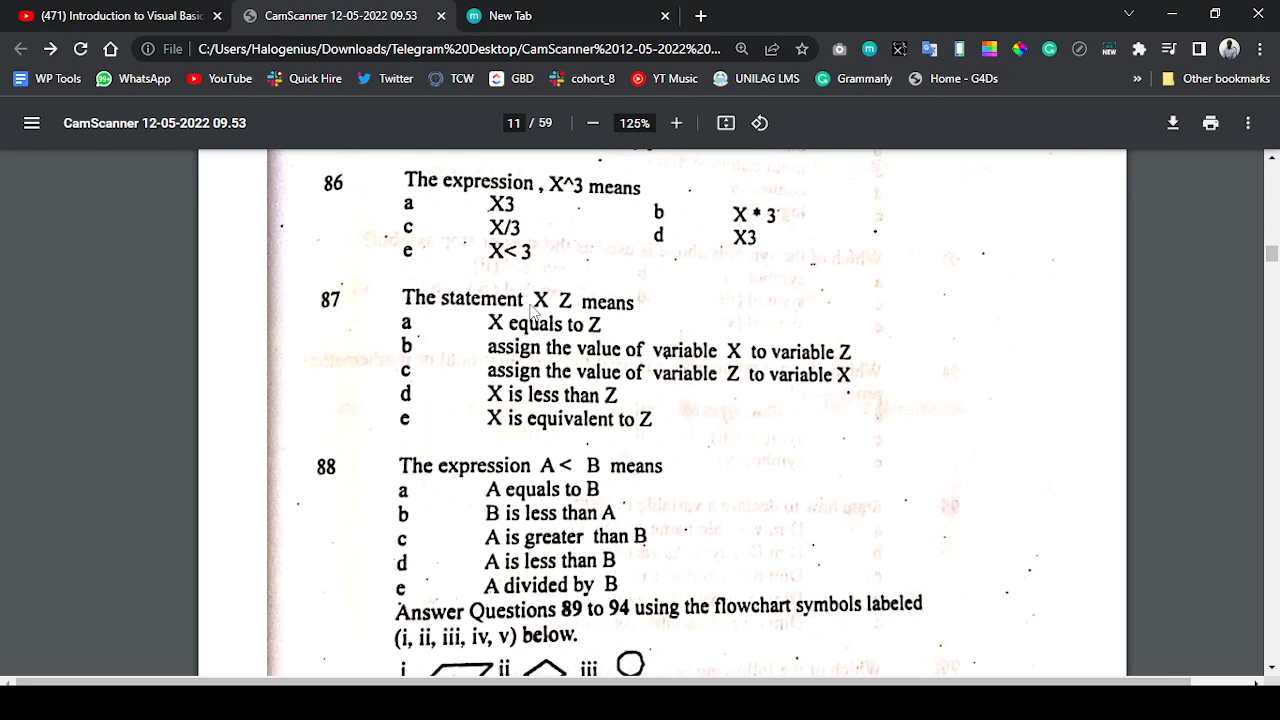 (471) Introduction to Visual Basic
CamScanner 12-05-2022 09.53
New Tab
File
C:/Users/Halogenius/Downloads/Telegram%20Desktop/CamScanner%2012-05-2022%20...
WP Tools
WhatsApp
YouTube
Quick Hire
Twitter
TCW
GBD
cohort_8
YT Music
UNILAG LMS
Grammarly
Home - G4Ds
»
Other bookmarks
CamScanner 12-05-2022 09.53
11 / 59
125%
86 The expression , X^3 means
a X3 b X * 3
c X/3 d X3
e X< 3
87 The statement X Z means
a X equals to Z
b assign the value of variable X to variable Z
c assign the value of variable Z to variable X
d X is less than Z
e X is equivalent to Z
88 The expression A < B means
a A equals to B
b B is less than A
c A is greater than B
d A is less than B
e A divided by B
Answer Questions 89 to 94 using the flowchart symbols labeled
(i, ii, iii, iv, v) below.
i ii iii